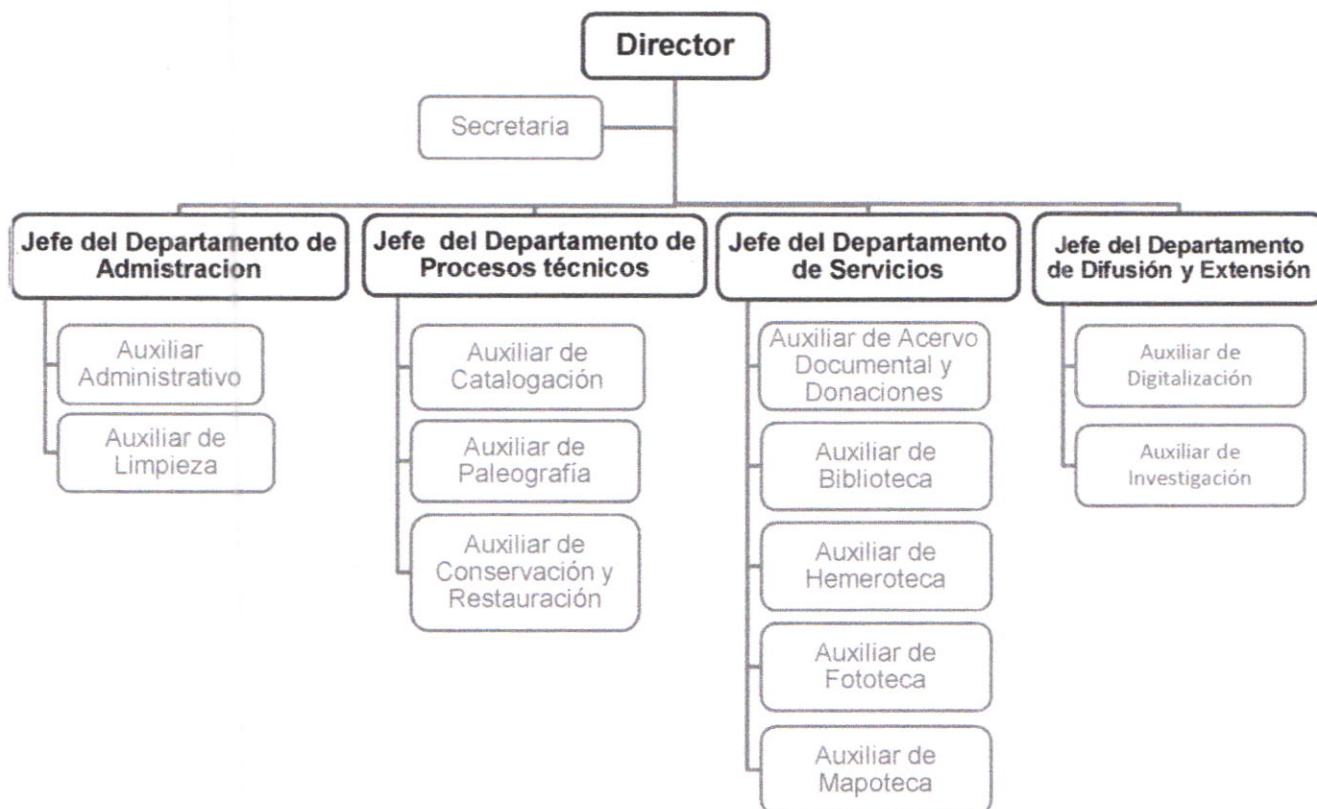 Director
Secretaria
Jefe del Departamento de
Admistracion
Auxiliar
Administrativo
Auxiliar de
Limpieza
Jefe del Departamento de
Procesos técnicos
Auxiliar de
Catalogación
Auxiliar de
Paleografía
Auxiliar de
Conservación y
Restauración
Jefe del Departamento
de Servicios
Auxiliar de Acervo
Documental y
Donaciones
Auxiliar de
Biblioteca
Auxiliar de
Hemeroteca
Auxiliar de
Fototeca
Auxiliar de
Mapoteca
Jefe del Departamento
de Difusión y Extensión
Auxiliar de
Digitalización
Auxiliar de
Investigación